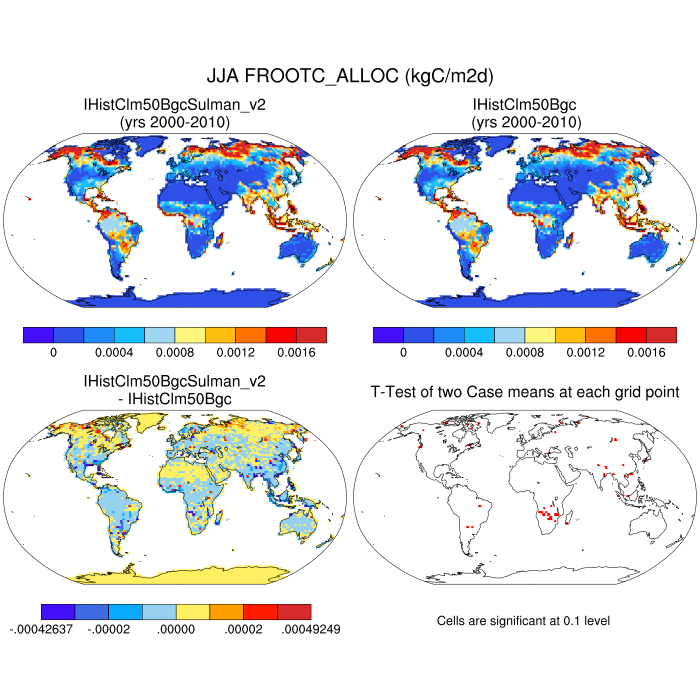 JJA FROOTC_ALLOC (kgC/m2d)
IHistClm50BgcSulman_v2
(yrs 2000-2010)
IHistClm50Bgc
(yrs 2000-2010)
0 0.0004 0.0008 0.0012 0.0016
0 0.0004 0.0008 0.0012 0.0016
IHistClm50BgcSulman_v2
- IHistClm50Bgc
T-Test of two Case means at each grid point
-.00042637 -.00002 .00000 .00002 .00049249
Cells are significant at 0.1 level